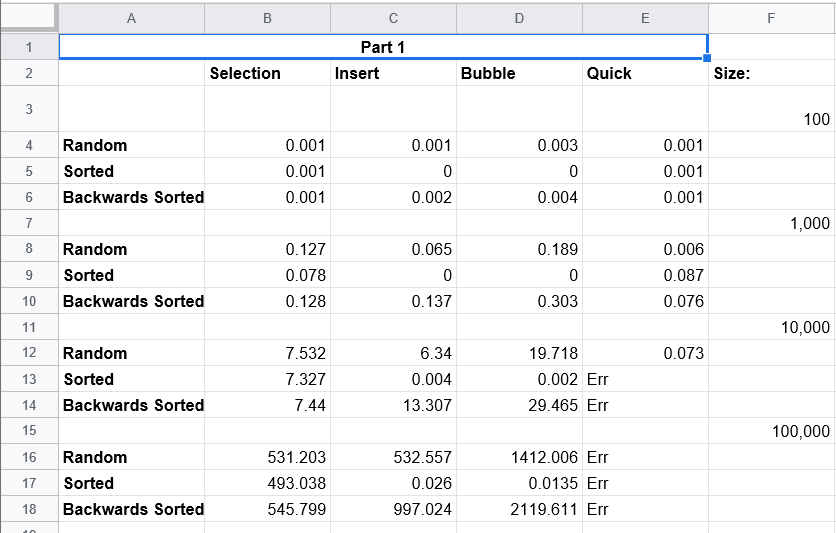 A B C D E F
1 Part 1
2 Selection Insert Bubble Quick Size:
3 100
4 Random 0.001 0.001 0.003 0.001
5 Sorted 0.001 0 0 0.001
6 Backwards Sorted 0.001 0.002 0.004 0.001
7 1,000
8 Random 0.127 0.065 0.189 0.006
9 Sorted 0.078 0 0 0.087
10 Backwards Sorted 0.128 0.137 0.303 0.076
11 10,000
12 Random 7.532 6.34 19.718 0.073
13 Sorted 7.327 0.004 0.002 Err
14 Backwards Sorted 7.44 13.307 29.465 Err
15 100,000
16 Random 531.203 532.557 1412.006 Err
17 Sorted 493.038 0.026 0.0135 Err
18 Backwards Sorted 545.799 997.024 2119.611 Err